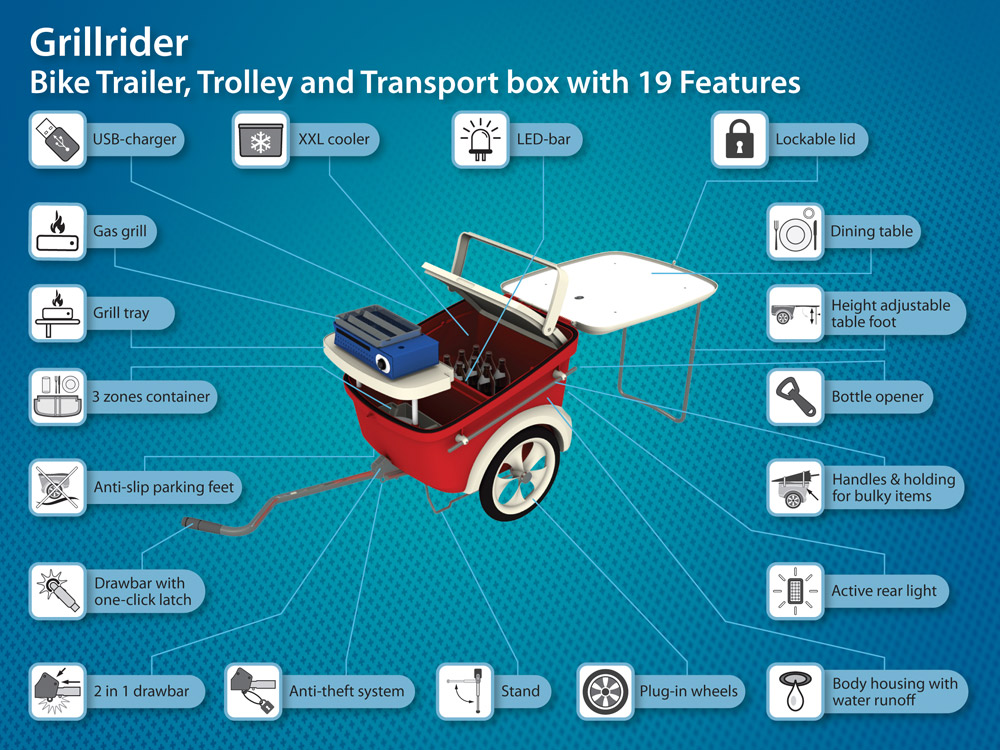 Grillrider
Bike Trailer, Trolley and Transport box with 19 Features
USB-charger
XXL cooler
LED-bar
Lockable lid
Gas grill
Dining table
Grill tray
Height adjustable
table foot
3 zones container
Bottle opener
Anti-slip parking feet
Handles & holding
for bulky items
Drawbar with
one-click latch
Active rear light
2 in 1 drawbar
Anti-theft system
Stand
Plug-in wheels
Body housing with
water runoff